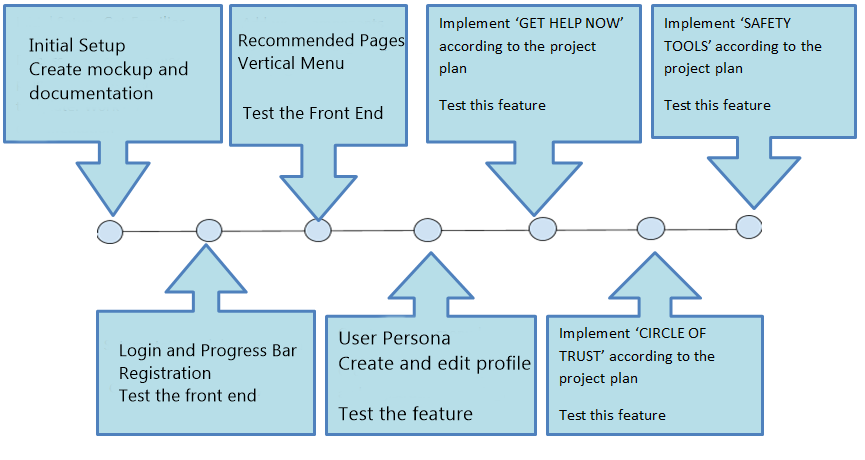 Initial Setup
Create mockup and
documentation
Recommended Pages
Vertical Menu
Test the Front End
Implement ‘GET HELP NOW’
according to the project
plan
Test this feature
Implement ‘SAFETY
TOOLS’ according to the
project plan
Test this feature
Login and Progress Bar
Registration
Test the front end
User Persona
Create and edit profile
Test the feature
Implement ‘CIRCLE OF
TRUST’ according to the
project plan
Test this feature